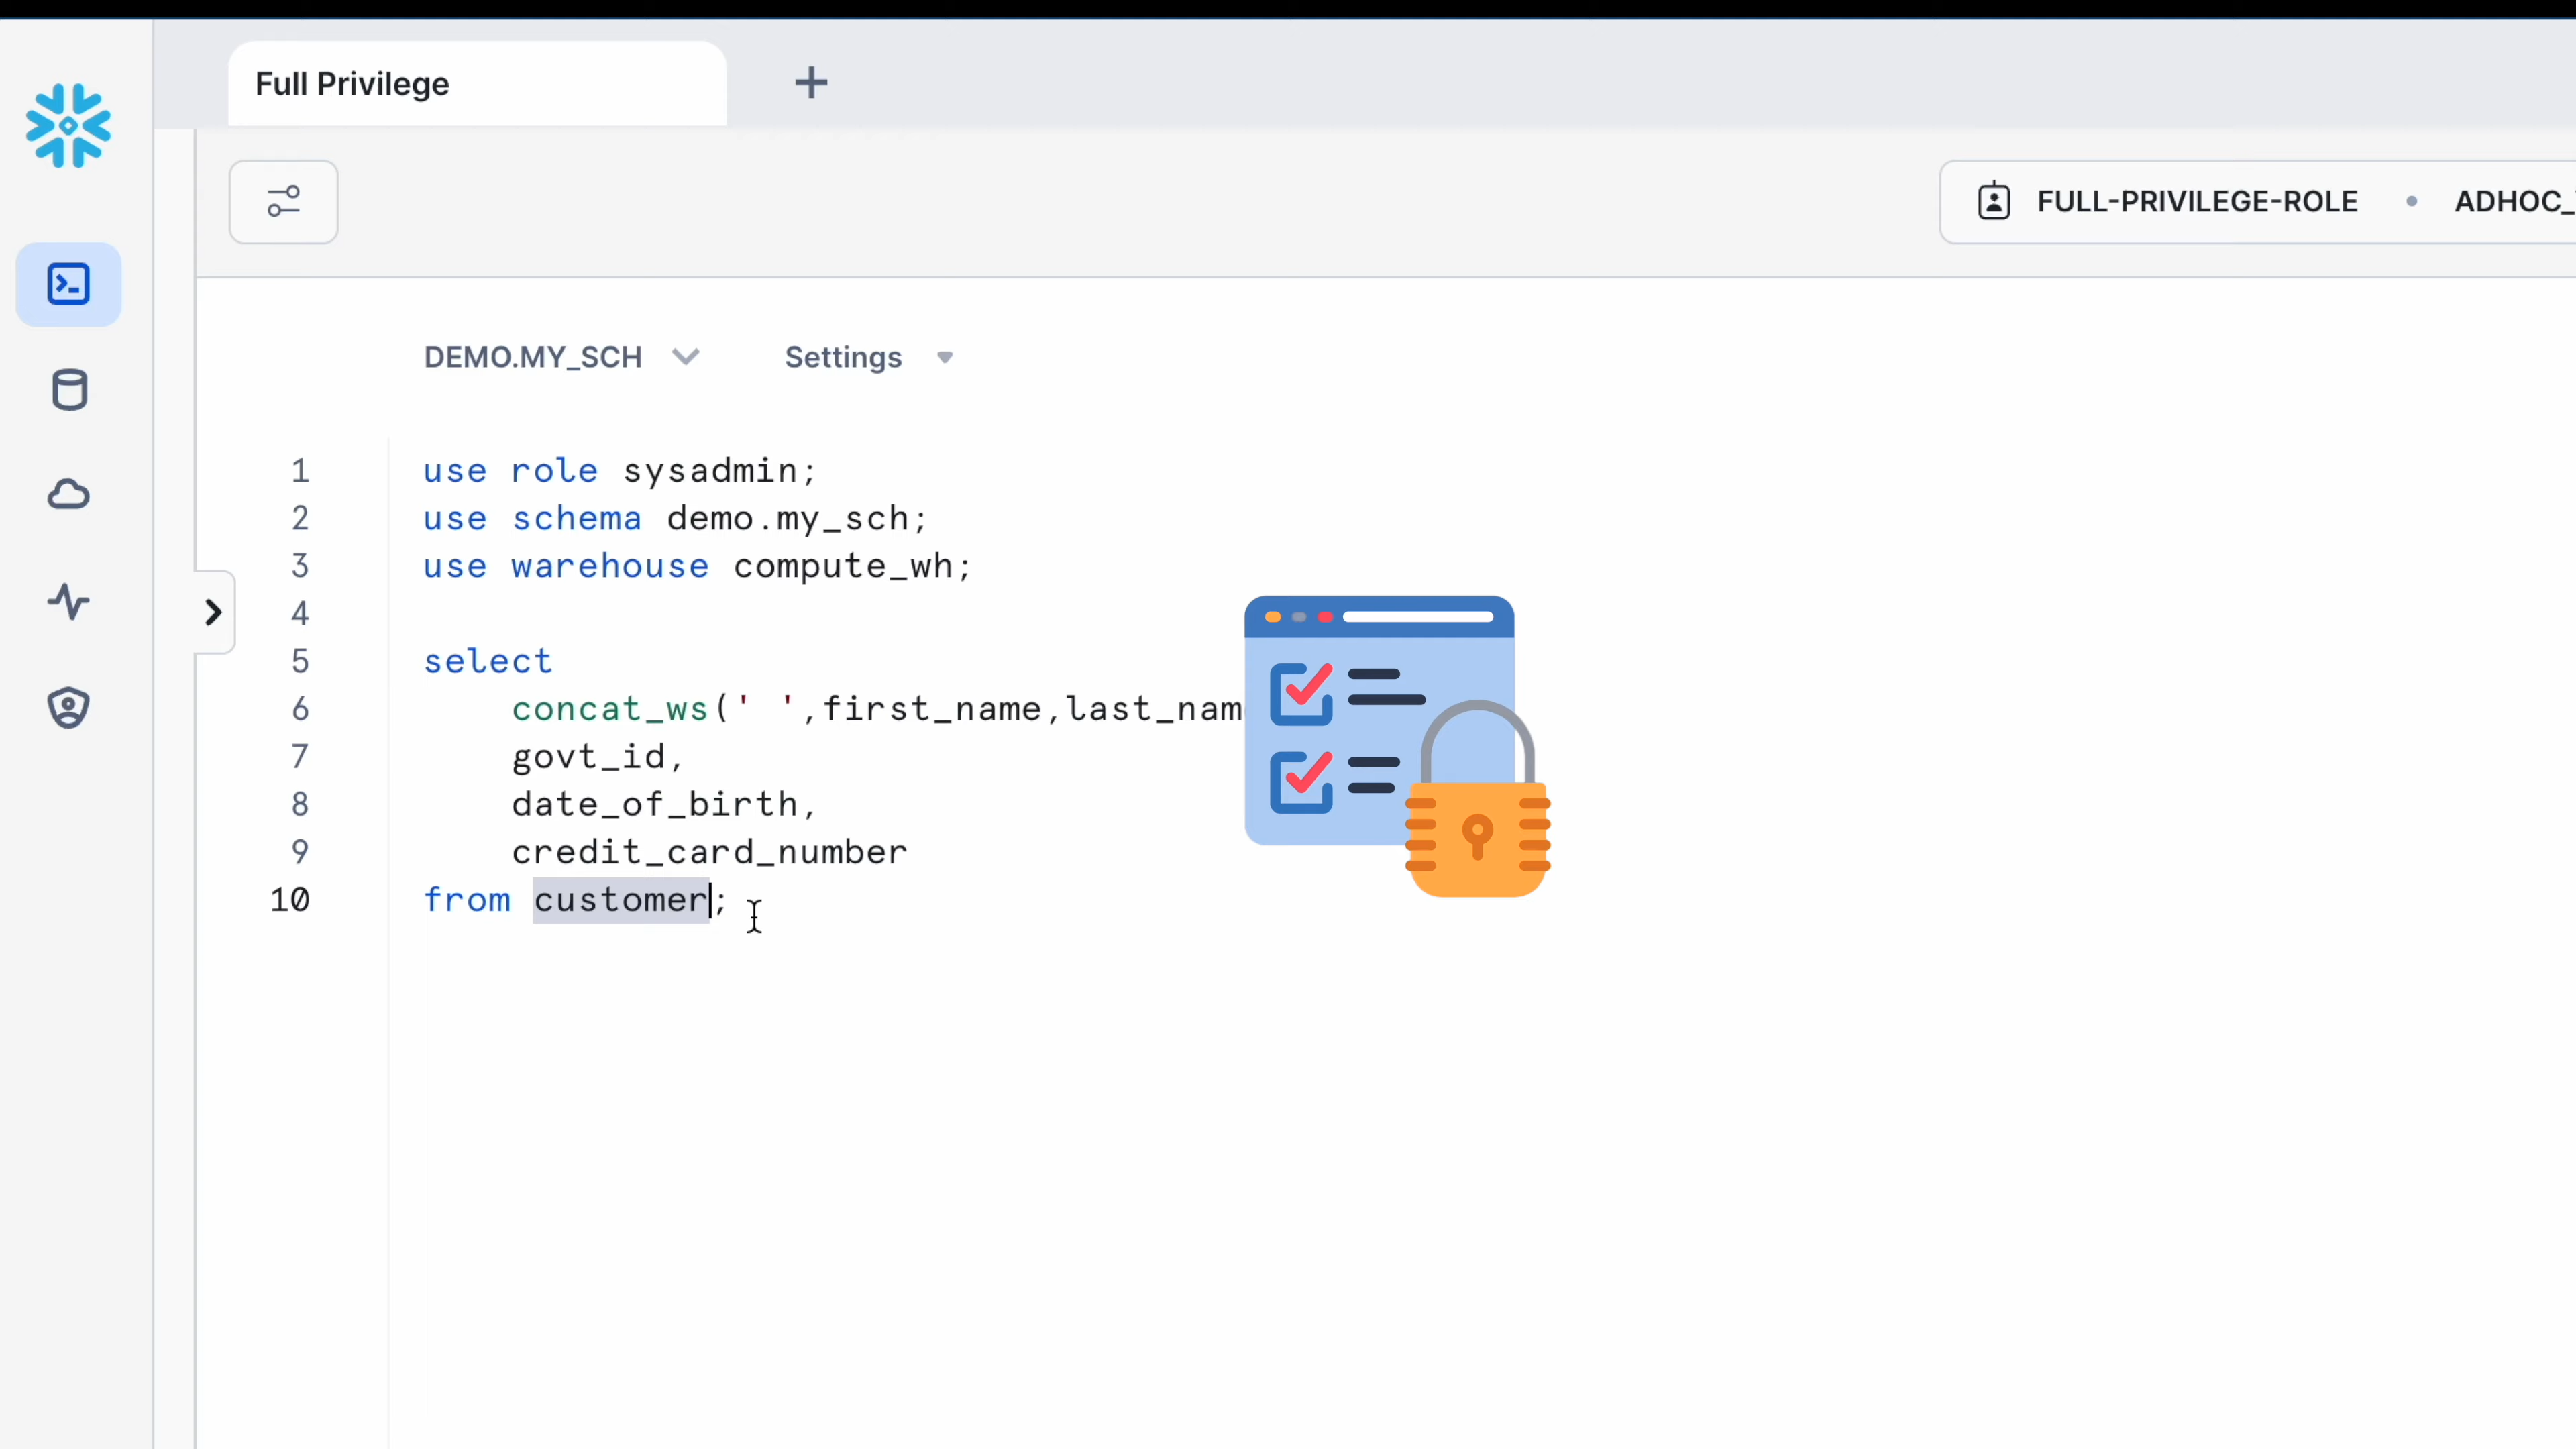 Full Privilege
FULL-PRIVILEGE-ROLE • ADHOC_
DEMO.MY_SCH Settings
1 use role sysadmin;
2 use schema demo.my_sch;
3 use warehouse compute_wh;
4
5 select
6 concat_ws(' ',first_name,last_nam
7 govt_id,
8 date_of_birth,
9 credit_card_number
10 from customer;